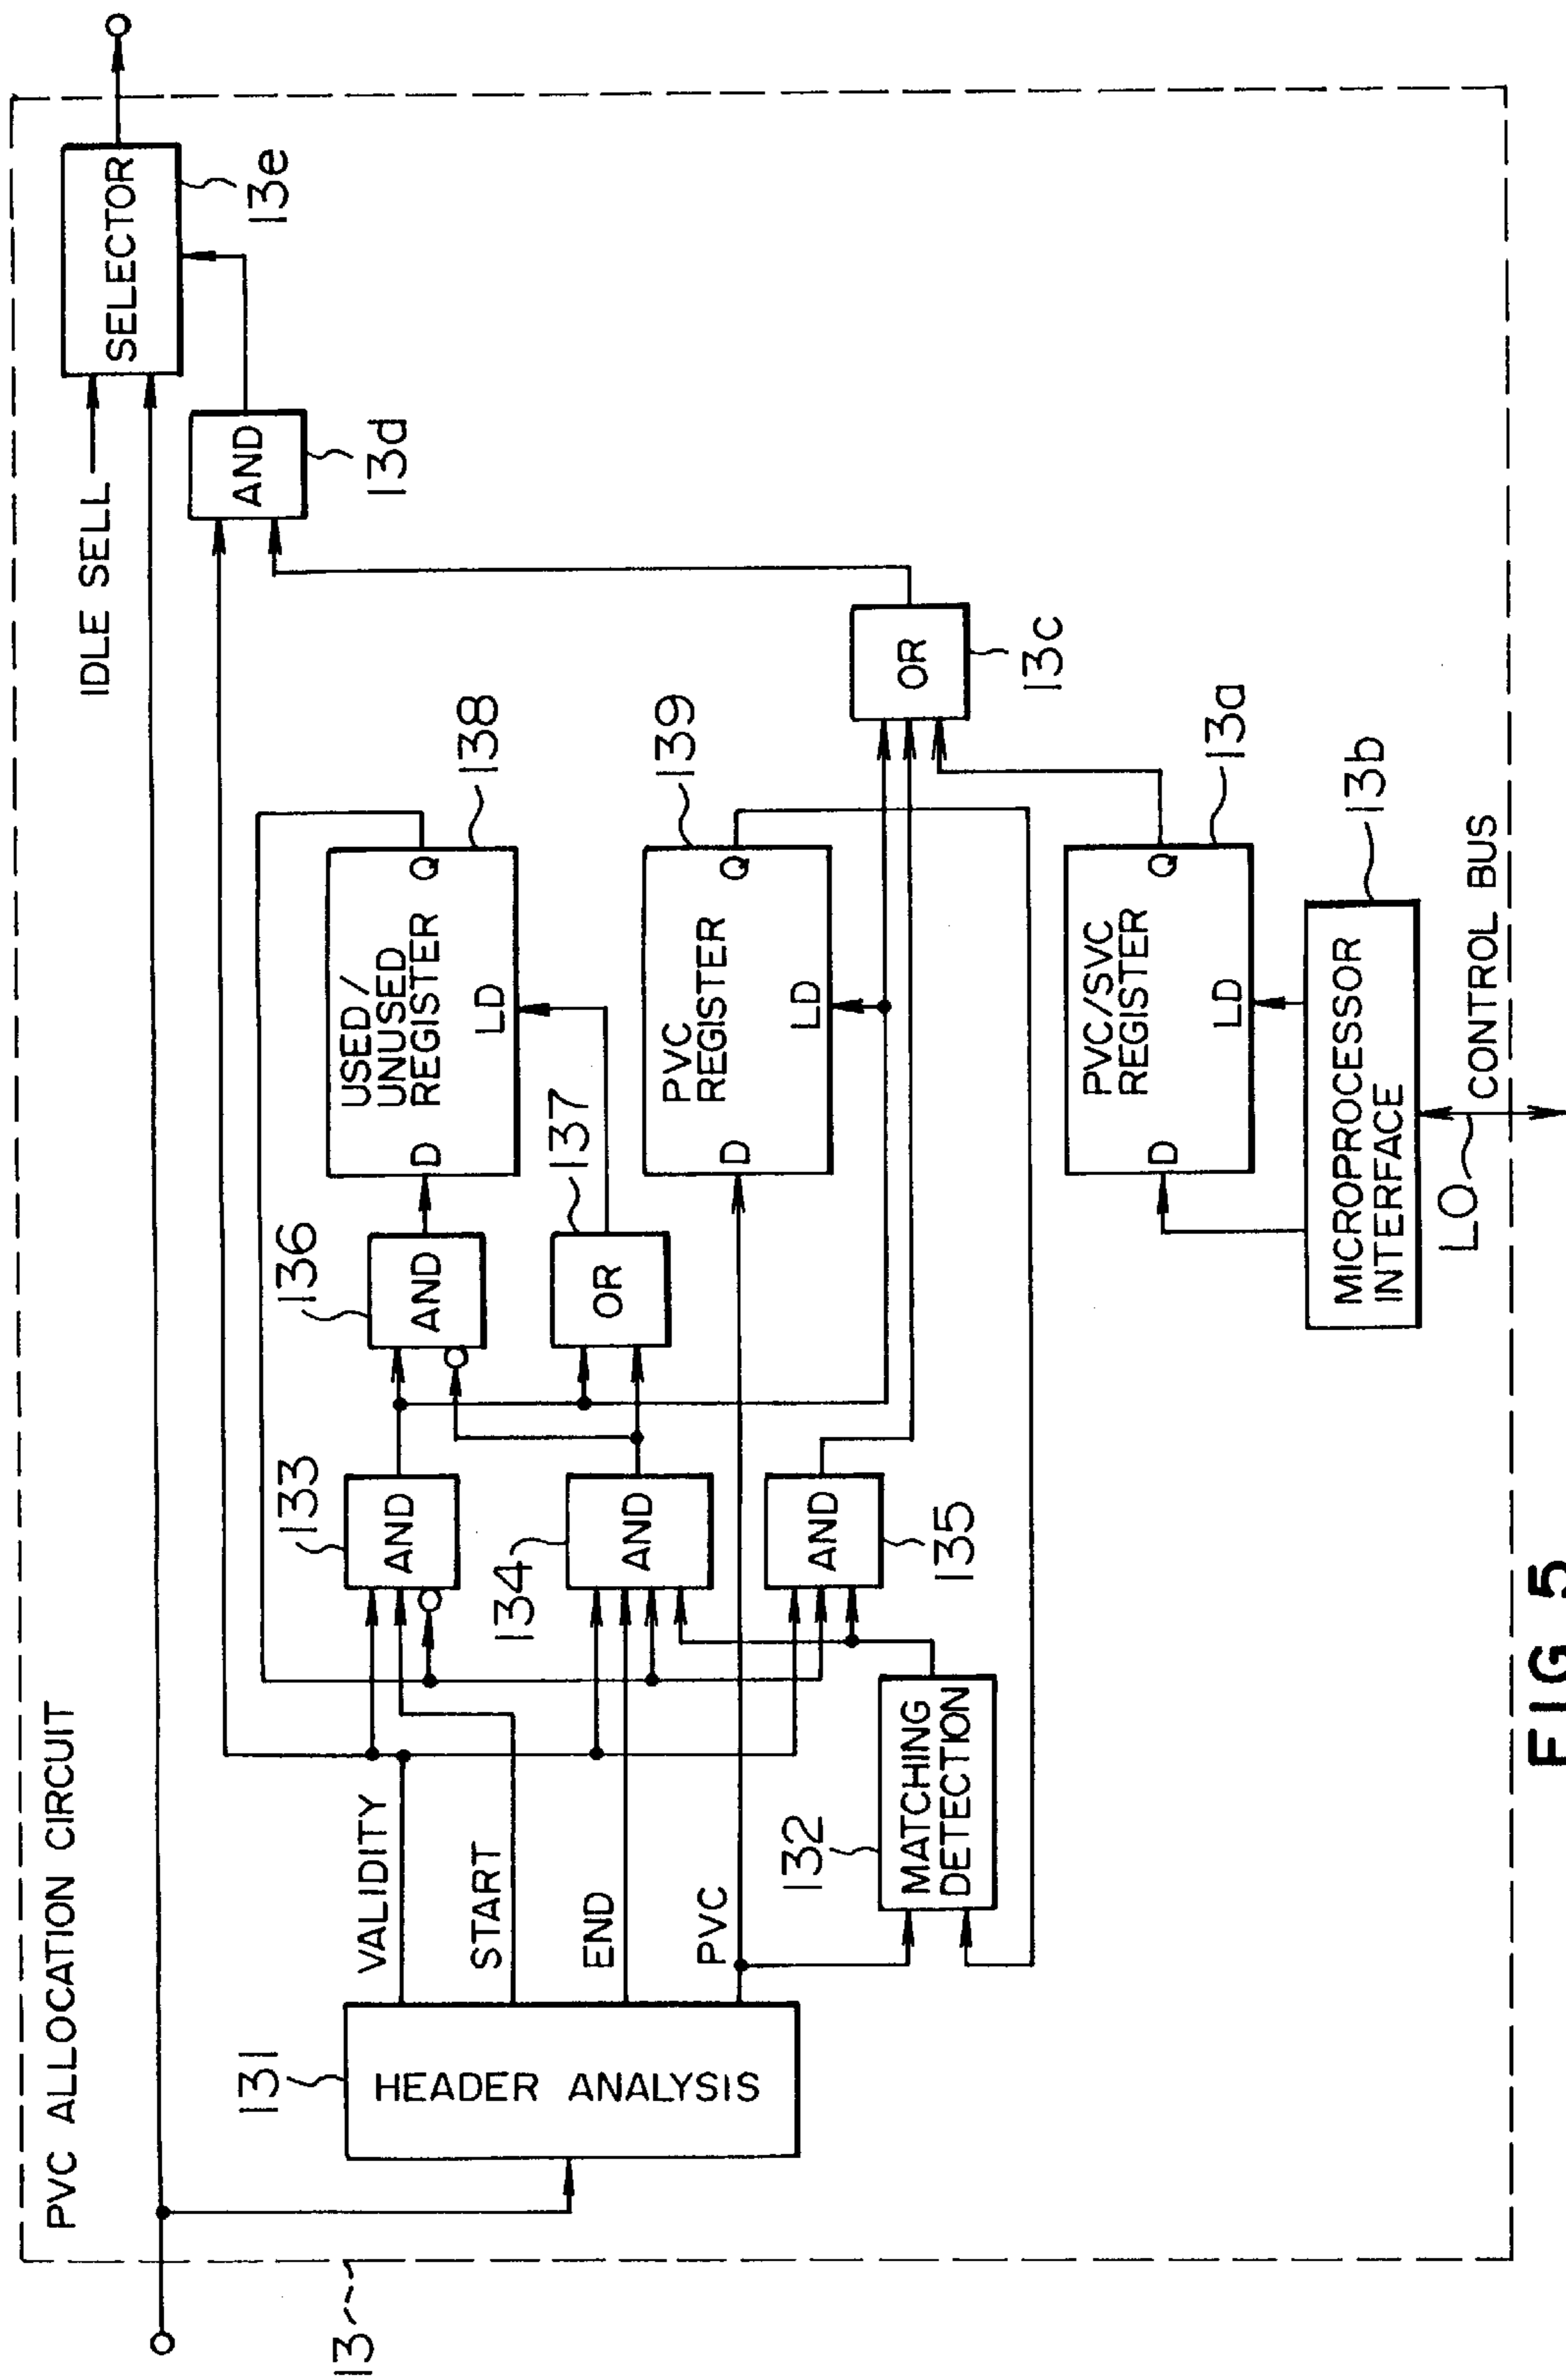 PVC ALLOCATION CIRCUIT
13
IDLE SELL
SELECTOR
13e
AND
13d
131
HEADER ANALYSIS
VALIDITY
START
END
PVC
132
MATCHING
DETECTION
133
AND
134
AND
AND
135
136
AND
137
OR
USED/
UNUSED
REGISTER
D
Q
LD
138
PVC
REGISTER
D
Q
LD
139
OR
13c
PVC/SVC
REGISTER
D
Q
LD
13a
MICROPROCESSOR
INTERFACE
13b
LO
CONTROL BUS
FIG. 5